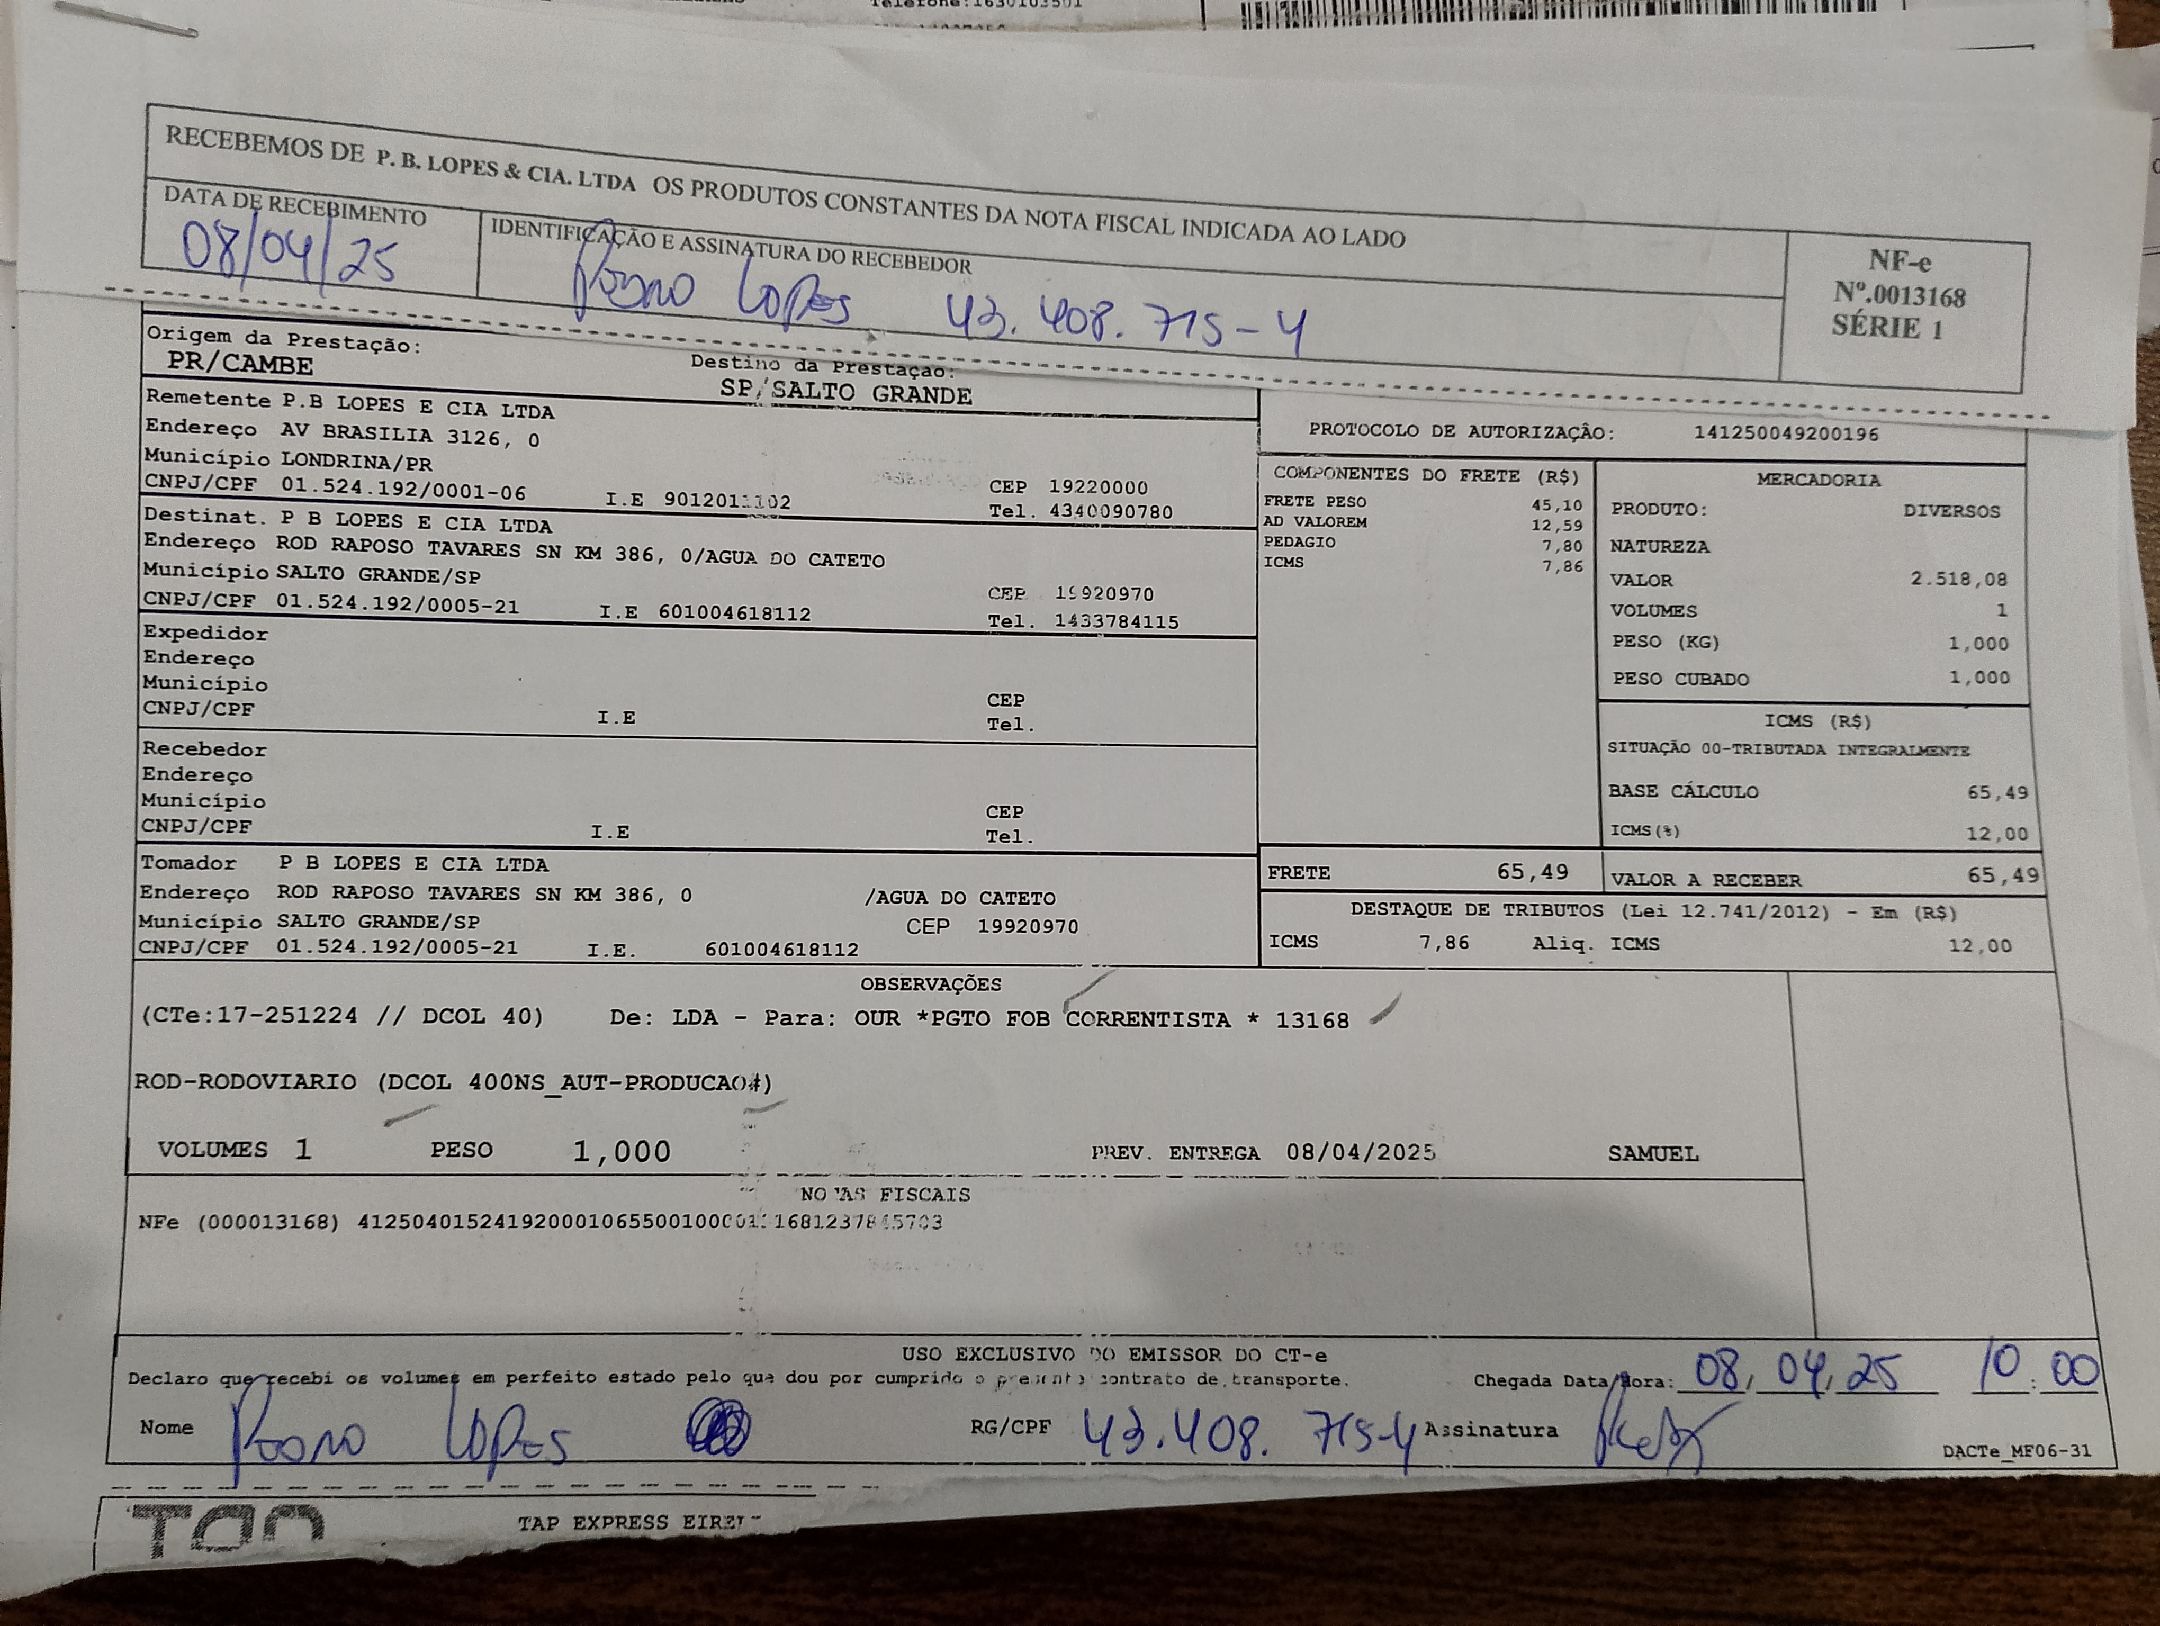 Telefone:1630103501
RECEBEMOS DE P. B. LOPES & CIA. LTDA OS PRODUTOS CONSTANTES DA NOTA FISCAL INDICADA AO LADO
DATA DE RECEBIMENTO
08/04/25
IDENTIFICAÇÃO E ASSINATURA DO RECEBEDOR
Pedro Lopes 43.408.715-4
NF-e
Nº.0013168
SÉRIE 1
Origem da Prestação:
PR/CAMBE
Destino da Prestação:
SP/SALTO GRANDE
Remetente P.B LOPES E CIA LTDA
Endereço AV BRASILIA 3126, 0
Município LONDRINA/PR
CEP 19220000
CNPJ/CPF 01.524.192/0001-06 I.E
Tel. 4340090780
Destinat. P B LOPES E CIA LTDA
Endereço ROD RAPOSO TAVARES SN KM 386, 0/AGUA DO CATETO
Município SALTO GRANDE/SP
CEP 19920970
CNPJ/CPF 01.524.192/0005-21 I.E 601004618112
Tel. 1433784115
Expedidor
Endereço
Município
CEP
CNPJ/CPF I.E
Tel.
Recebedor
Endereço
Município
CEP
CNPJ/CPF I.E
Tel.
Tomador P B LOPES E CIA LTDA
Endereço ROD RAPOSO TAVARES SN KM 386, 0 /AGUA DO CATETO
Município SALTO GRANDE/SP CEP 19920970
CNPJ/CPF 01.524.192/0005-21 I.E. 601004618112
PROTOCOLO DE AUTORIZAÇÃO: 141250049200196
COMPONENTES DO FRETE (R$)
FRETE PESO 45,10
AD VALOREM 12,59
PEDAGIO 7,80
ICMS 7,86
MERCADORIA
PRODUTO: DIVERSOS
NATUREZA
VALOR 2.518,08
VOLUMES 1
PESO (KG) 1,000
PESO CUBADO 1,000
ICMS (R$)
SITUAÇÃO 00-TRIBUTADA INTEGRALMENTE
BASE CÁLCULO 65,49
ICMS(%) 12,00
FRETE 65,49
VALOR A RECEBER 65,49
DESTAQUE DE TRIBUTOS (Lei 12.741/2012) - Em (R$)
ICMS 7,86 Aliq. ICMS 12,00
OBSERVAÇÕES
(CTe:17-251224 // DCOL 40) De: LDA - Para: OUR *PGTO FOB CORRENTISTA * 13168
ROD-RODOVIARIO (DCOL 400NS_AUT-PRODUCAO#)
VOLUMES 1 PESO 1,000 PREV. ENTREGA 08/04/2025 SAMUEL
NOTAS FISCAIS
NFe (000013168)
USO EXCLUSIVO DO EMISSOR DO CT-e
Declaro que recebi os volumes em perfeito estado pelo que dou por cumprido o presente contrato de transporte.
Chegada Data/Hora: 08, 04, 25 10:00
Nome Pedro Lopes RG/CPF 43.408.715-4 Assinatura
DACTe_MF06-31
TAP EXPRESS